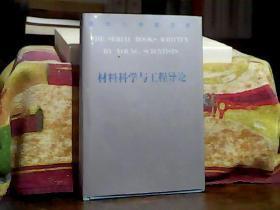 THE SERIAL BOOKS WRITTEN
BY YOUNG SCIENTISTS
材料科学与工程导论